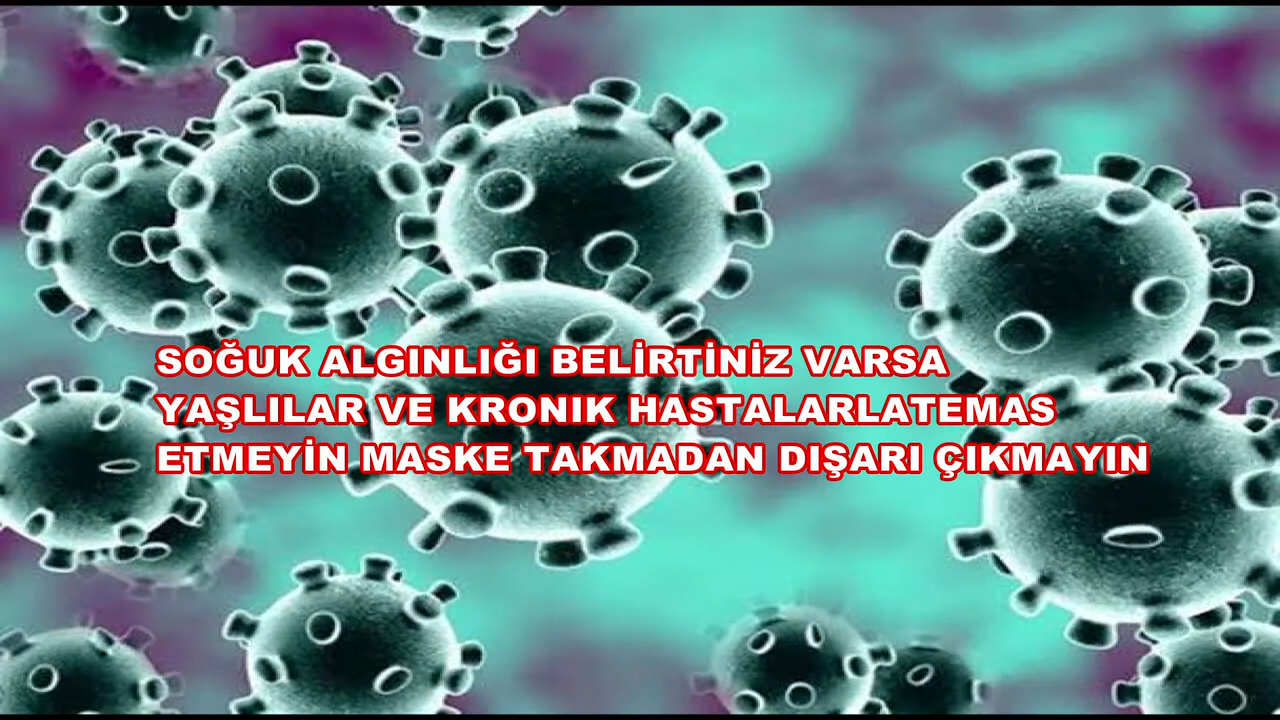 SOĞUK ALGINLIĞI BELİRTİNİZ VARSA
YAŞLILAR VE KRONIK HASTALARLATEMAS
ETMEYİN MASKE TAKMADAN DIŞARI ÇIKMAYIN